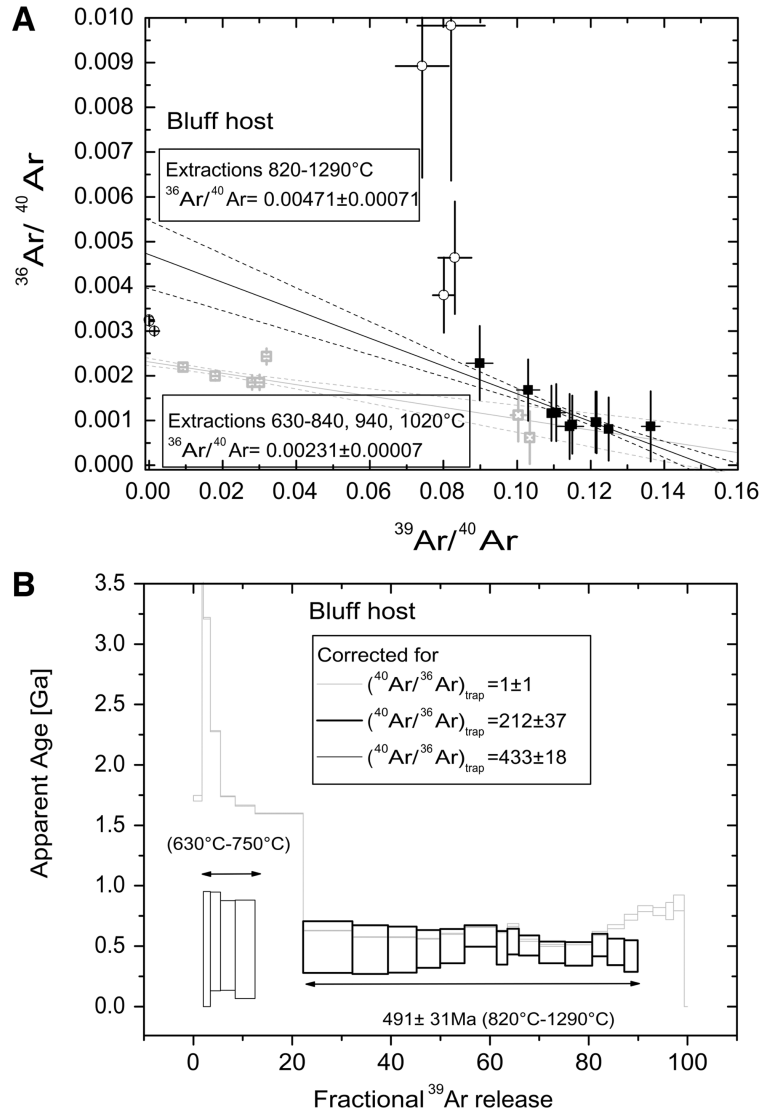 A
0.010
0.009
0.008
0.007
0.006
0.005
0.004
0.003
0.002
0.001
0.000
³⁶Ar/ ⁴⁰Ar
Bluff host
Extractions 820-1290°C
³⁶Ar/⁴⁰Ar= 0.00471±0.00071
Extractions 630-840, 940, 1020°C
³⁶Ar/⁴⁰Ar= 0.00231±0.00007
0.00 0.02 0.04 0.06 0.08 0.10 0.12 0.14 0.16
³⁹Ar/⁴⁰Ar
B
3.5
3.0
2.5
2.0
1.5
1.0
0.5
0.0
Apparent Age [Ga]
Bluff host
Corrected for
(⁴⁰Ar/³⁶Ar)trap=1±1
(⁴⁰Ar/³⁶Ar)trap=212±37
(⁴⁰Ar/³⁶Ar)trap=433±18
(630°C-750°C)
491± 31Ma (820°C-1290°C)
0 20 40 60 80 100
Fractional ³⁹Ar release